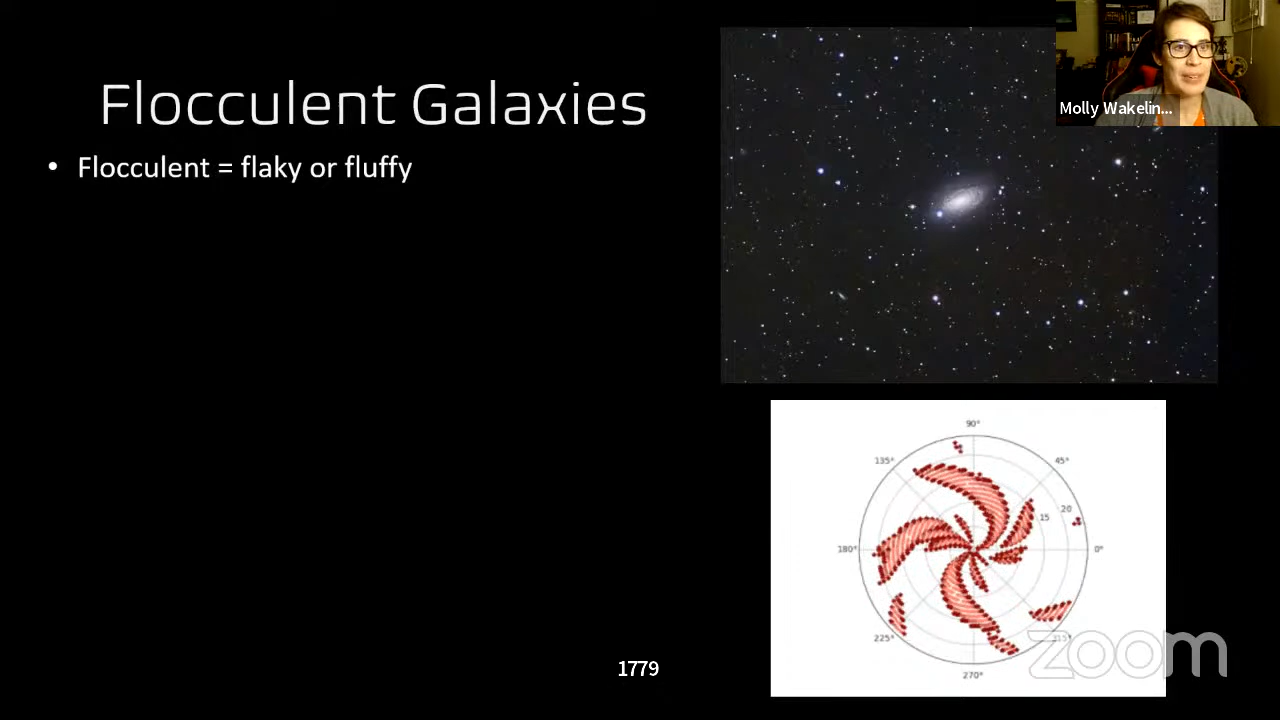 Flocculent Galaxies
Molly Wakelin...
• Flocculent = flaky or fluffy
90°
135°
45°
20
15
180°
0°
225°
315°
270°
1779
zoom